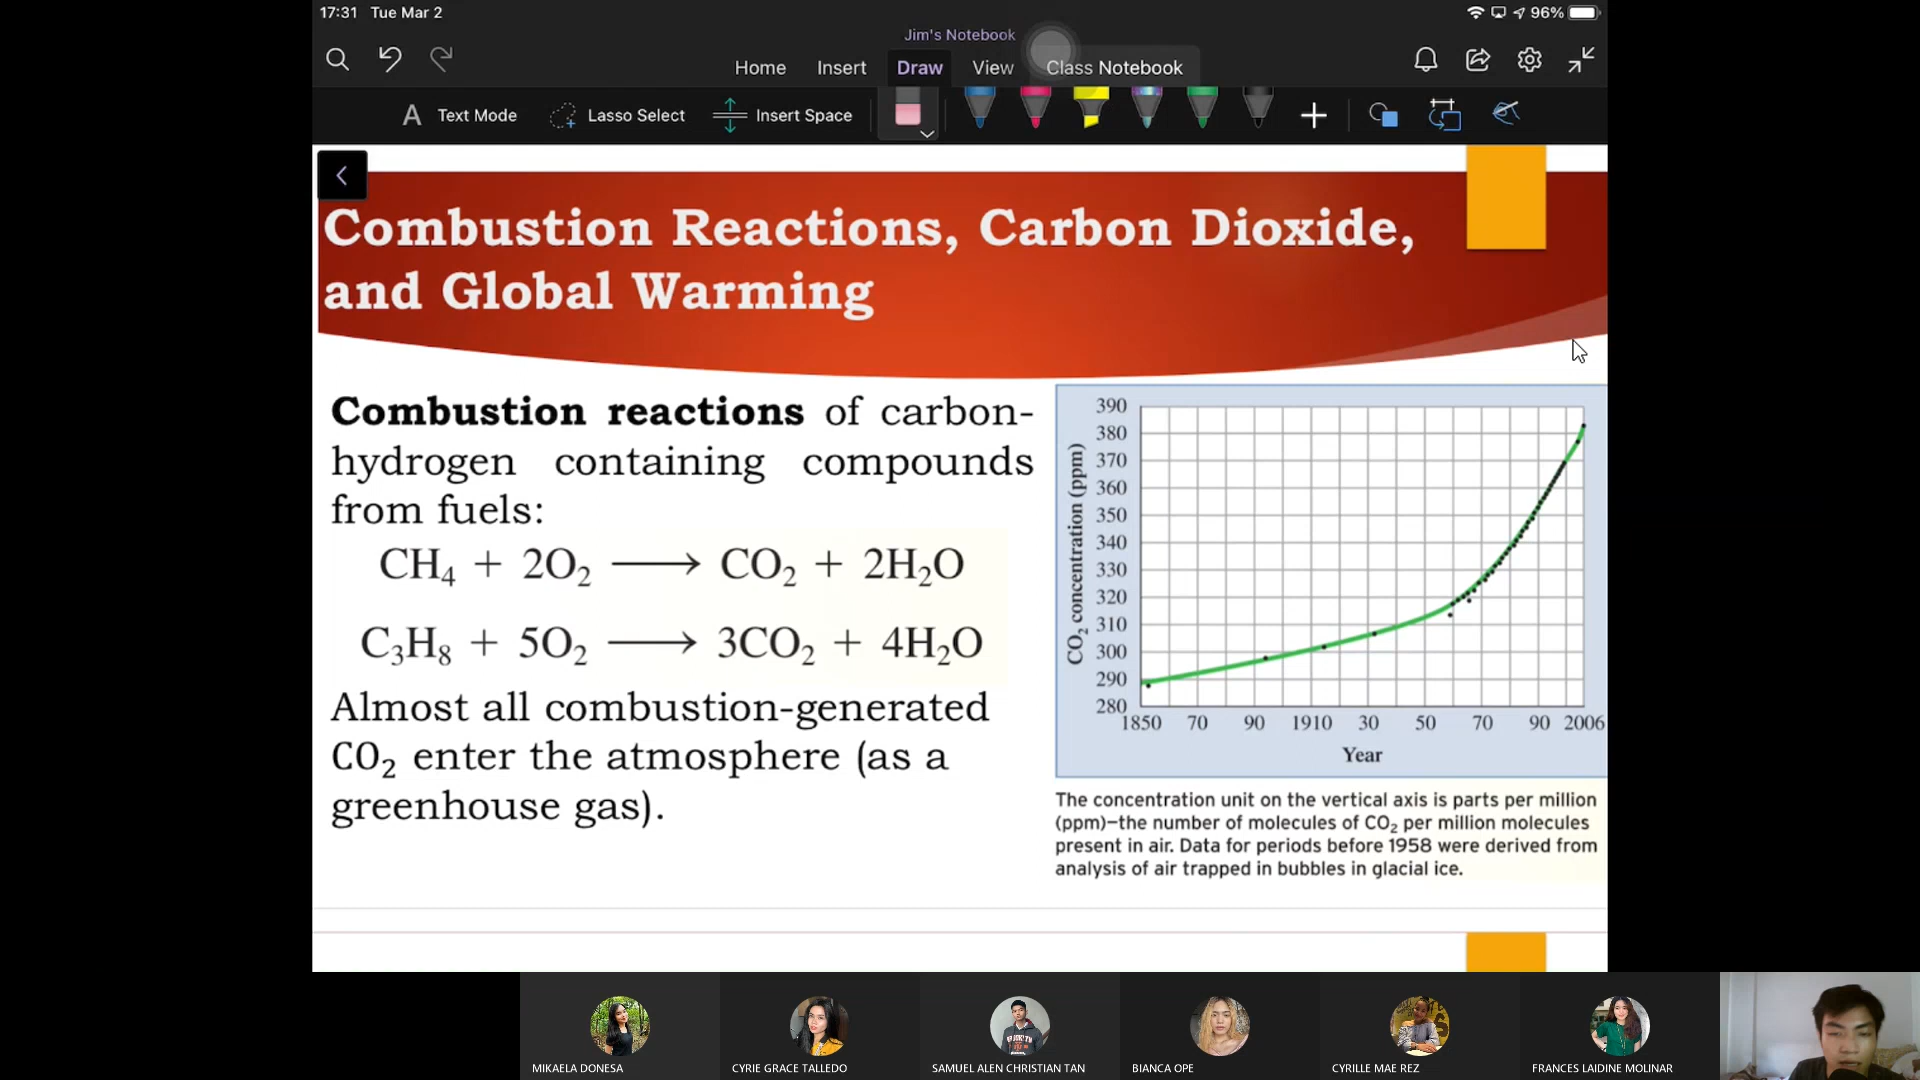 17:31 Tue Mar 2
96%
Jim's Notebook
Home Insert Draw View Class Notebook
A Text Mode Lasso Select Insert Space
Combustion Reactions, Carbon Dioxide,
and Global Warming
Combustion reactions of carbon-
hydrogen containing compounds
from fuels:
CH₄ + 2O₂ ⟶ CO₂ + 2H₂O
C₃H₈ + 5O₂ ⟶ 3CO₂ + 4H₂O
Almost all combustion-generated
CO₂ enter the atmosphere (as a
greenhouse gas).
CO₂ concentration (ppm)
390
380
370
360
350
340
330
320
310
300
290
280
1850 70 90 1910 30 50 70 90 2006
Year
The concentration unit on the vertical axis is parts per million
(ppm)—the number of molecules of CO₂ per million molecules
present in air. Data for periods before 1958 were derived from
analysis of air trapped in bubbles in glacial ice.
MIKAELA DONESA CYRIE GRACE TALLEDO SAMUEL ALEN CHRISTIAN TAN BIANCA OPE CYRILLE MAE REZ FRANCES LAIDINE MOLINAR